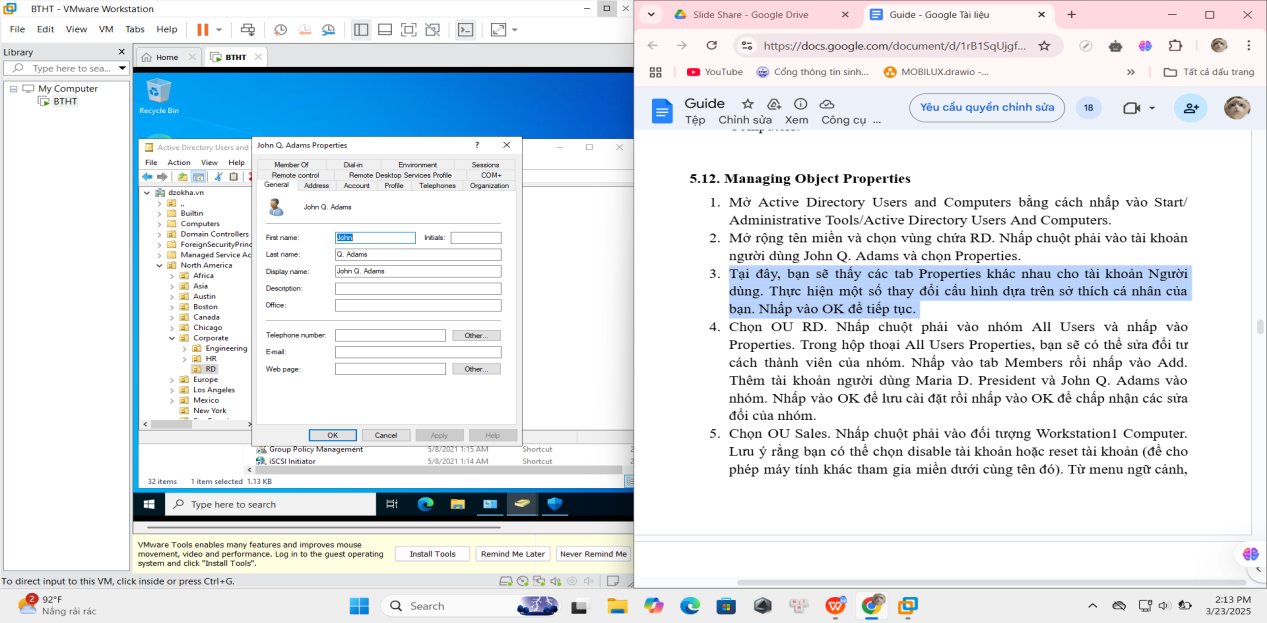 BTHT - VMware Workstation
File Edit View VM Tabs Help
Library
Type here to sea...
My Computer
BTHT
Home
BTHT
Recycle Bin
Active Directory Users and
File Action View Help
dzokha.vn
Builtin
Computers
Domain Controllers
ForeignSecurityPrinc
Managed Service Ac
North America
Africa
Asia
Austin
Boston
Canada
Chicago
Corporate
Engineering
HR
RD
Europe
Los Angeles
Mexico
New York
John Q. Adams Properties
Member Of Dial-in Environment Sessions
Remote control Remote Desktop Services Profile COM+
General Address Account Profile Telephones Organization
John Q. Adams
First name: John Initials:
Last name: Q. Adams
Display name: John Q. Adams
Description:
Office:
Telephone number: Other...
E-mail:
Web page: Other...
OK Cancel Apply Help
Group Policy Management 5/8/2021 1:15 AM Shortcut
iSCSI Initiator 5/8/2021 1:14 AM Shortcut
32 items 1 item selected 1.13 KB
Type here to search
VMware Tools enables many features and improves mouse
movement, video and performance. Log in to the guest operating
system and click "Install Tools".
Install Tools Remind Me Later Never Remind Me
To direct input to this VM, click inside or press Ctrl+G.
Slide Share - Google Drive
Guide - Google Tài liệu
https://docs.google.com/document/d/1rB1SqUjgf...
YouTube Cổng thông tin sinh... MOBILUX.drawio -... Tất cả dấu trang
Guide
Tệp Chỉnh sửa Xem Công cụ ...
Yêu cầu quyền chỉnh sửa
18
Computers.
5.12. Managing Object Properties
1. Mở Active Directory Users and Computers bằng cách nhấp vào Start/
Administrative Tools/Active Directory Users And Computers.
2. Mở rộng tên miền và chọn vùng chứa RD. Nhấp chuột phải vào tài khoản
người dùng John Q. Adams và chọn Properties.
3. Tại đây, bạn sẽ thấy các tab Properties khác nhau cho tài khoản Người
dùng. Thực hiện một số thay đổi cấu hình dựa trên sở thích cá nhân của
bạn. Nhấp vào OK để tiếp tục.
4. Chọn OU RD. Nhấp chuột phải vào nhóm All Users và nhấp vào
Properties. Trong hộp thoại All Users Properties, bạn sẽ có thể sửa đổi tư
cách thành viên của nhóm. Nhấp vào tab Members rồi nhấp vào Add.
Thêm tài khoản người dùng Maria D. President và John Q. Adams vào
nhóm. Nhấp vào OK để lưu cài đặt rồi nhấp vào OK để chấp nhận các sửa
đổi của nhóm.
5. Chọn OU Sales. Nhấp chuột phải vào đối tượng Workstation1 Computer.
Lưu ý rằng bạn có thể chọn disable tài khoản hoặc reset tài khoản (để cho
phép máy tính khác tham gia miền dưới cùng tên đó). Từ menu ngữ cảnh,
2
92°F
Nắng rải rác
Search
2:13 PM
3/23/2025